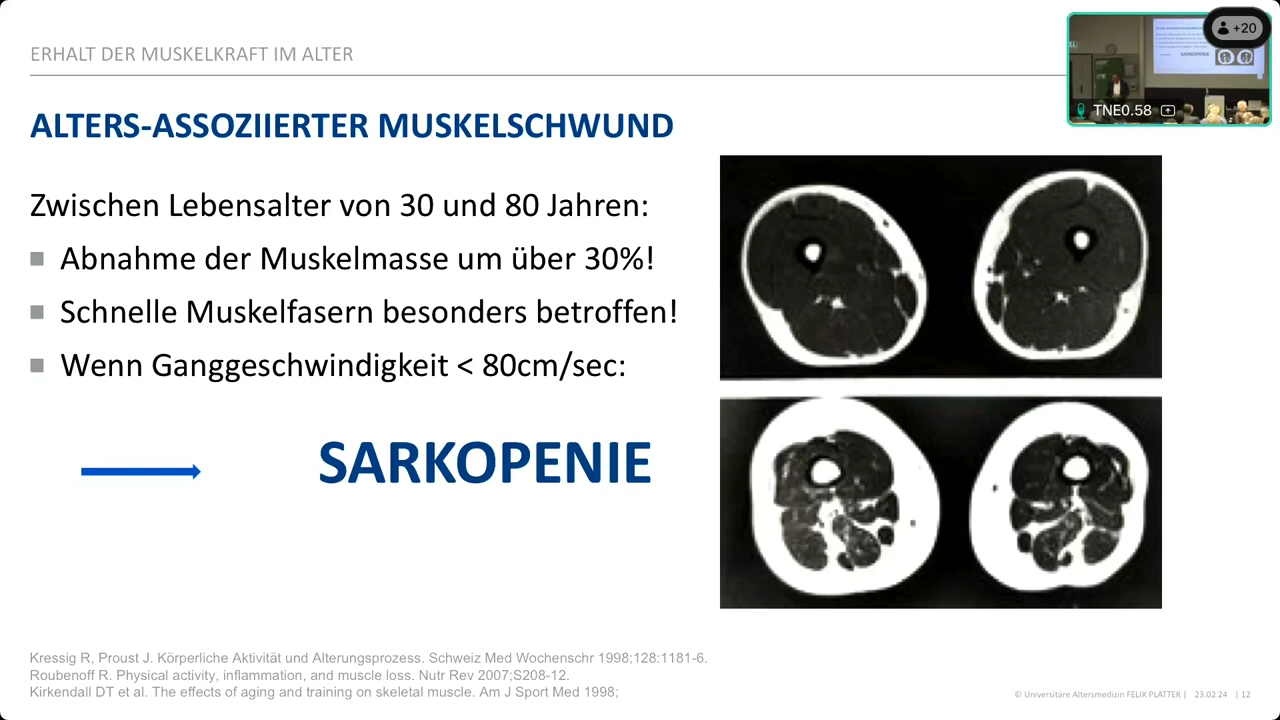 ERHALT DER MUSKELKRAFT IM ALTER
+20
TNE0.58
ALTERS-ASSOZIIERTER MUSKELSCHWUND
Zwischen Lebensalter von 30 und 80 Jahren:
Abnahme der Muskelmasse um über 30%!
Schnelle Muskelfasern besonders betroffen!
Wenn Ganggeschwindigkeit < 80cm/sec:
SARKOPENIE
Kressig R, Proust J. Körperliche Aktivität und Alterungsprozess. Schweiz Med Wochenschr 1998;128:1181-6.
Roubenoff R. Physical activity, inflammation, and muscle loss. Nutr Rev 2007;S208-12.
Kirkendall DT et al. The effects of aging and training on skeletal muscle. Am J Sport Med 1998;
© Universitäre Altersmedizin FELIX PLATTER | 23.02.24 | 12